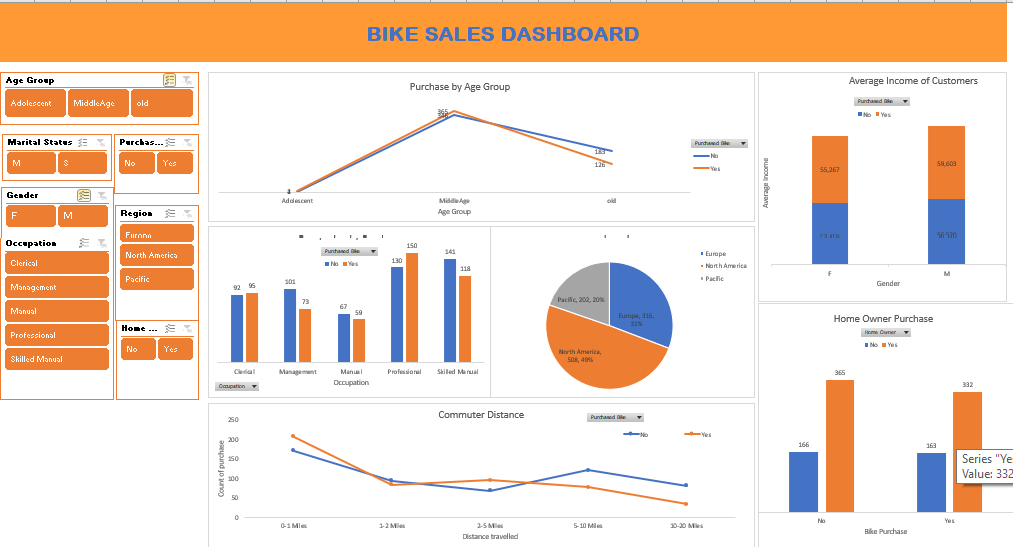 BIKE SALES DASHBOARD
Age Group
Adolescent
MiddleAge
old
Marital Status
M
S
Purchas...
No
Yes
Gender
F
M
Region
Europe
North America
Pacific
Occupation
Clerical
Management
Manual
Professional
Skilled Manual
Home ...
No
Yes
Purchase by Age Group
365
183
126
Adolescent
MiddleAge
old
Age Group
Purchased Bike
No
Yes
Purchased Bike
No
Yes
92
95
101
73
67
59
130
150
141
118
Clerical
Management
Manual
Professional
Skilled Manual
Occupation
Occupation
Pacific, 202, 20%
Europe, 316,
31%
North America,
508, 49%
Europe
North America
Pacific
Commuter Distance
Purchased Bike
No
Yes
Count of purchase
250
200
150
100
50
0
0-1 Miles
1-2 Miles
2-5 Miles
5-10 Miles
10-20 Miles
Distance travelled
Average Income of Customers
Purchased Bike
No
Yes
Average Income
55,267
59,603
F
M
Gender
Home Owner Purchase
Home Owner
No
Yes
166
365
163
332
No
Yes
Bike Purchase
Series "Ye
Value: 332